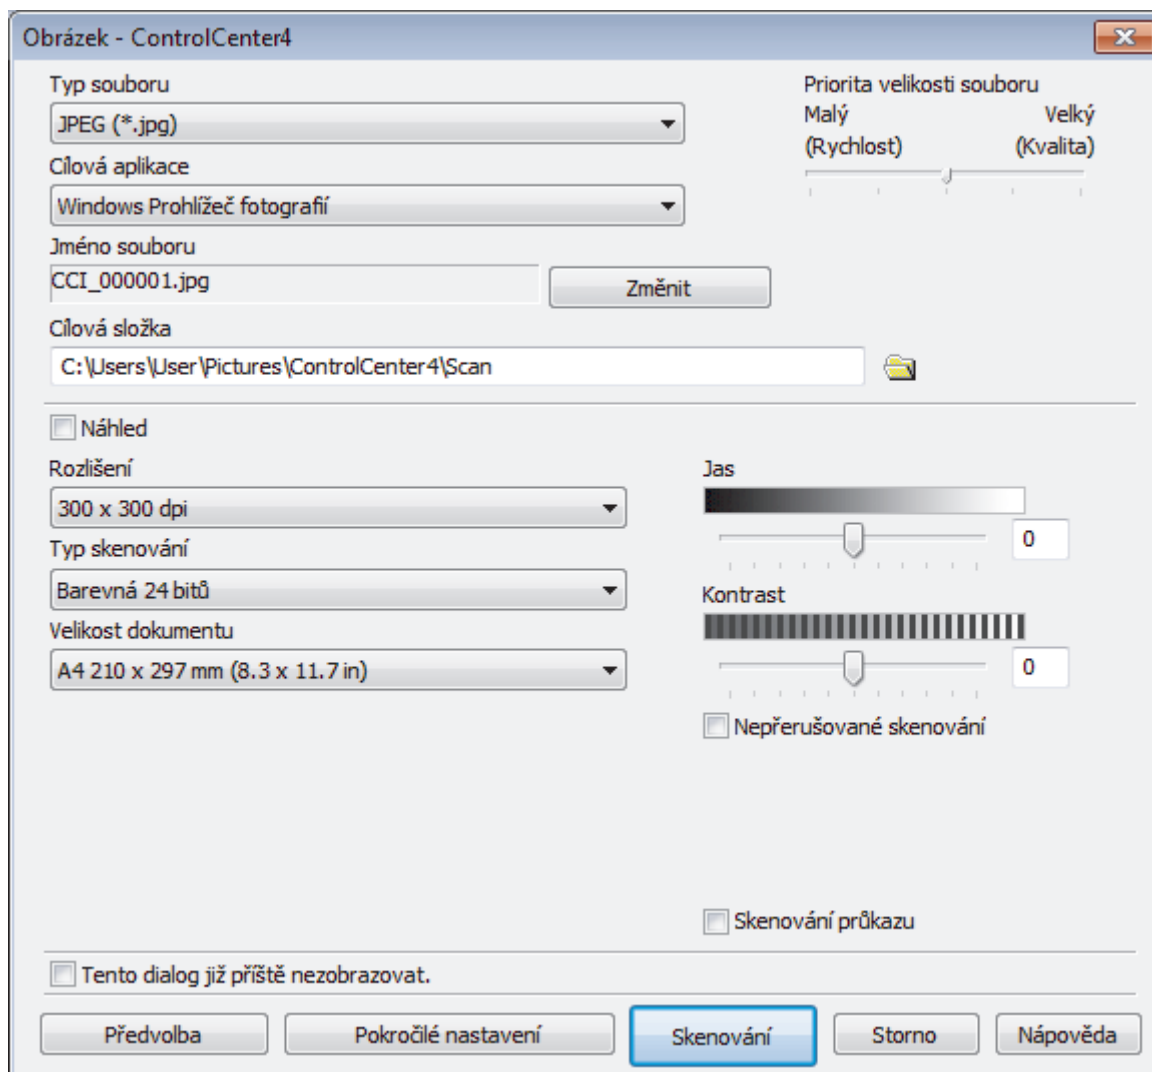 Obrázek - ControlCenter4
Typ souboru
JPEG (*.jpg)
Cílová aplikace
Windows Prohlížeč fotografií
Jméno souboru
CCI_000001.jpg
Změnit
Cílová složka
C:\Users\User\Pictures\ControlCenter4\Scan
Priorita velikosti souboru
Malý Velký
(Rychlost) (Kvalita)
Náhled
Rozlišení
300 x 300 dpi
Typ skenování
Barevná 24 bitů
Velikost dokumentu
A4 210 x 297 mm (8.3 x 11.7 in)
Jas
0
Kontrast
0
Nepřerušované skenování
Skenování průkazu
Tento dialog již příště nezobrazovat.
Předvolba Pokročilé nastavení Skenování Storno Nápověda